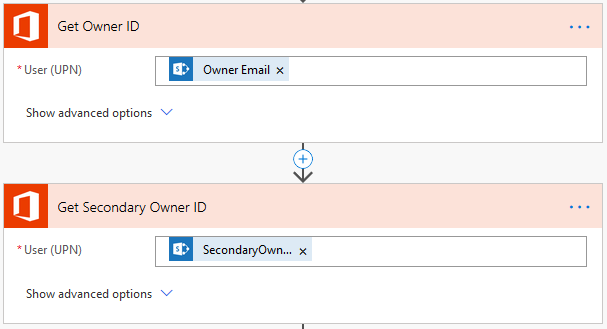 Get Owner ID
* User (UPN)
Owner Email ×
Show advanced options
Get Secondary Owner ID
* User (UPN)
SecondaryOwn... ×
Show advanced options